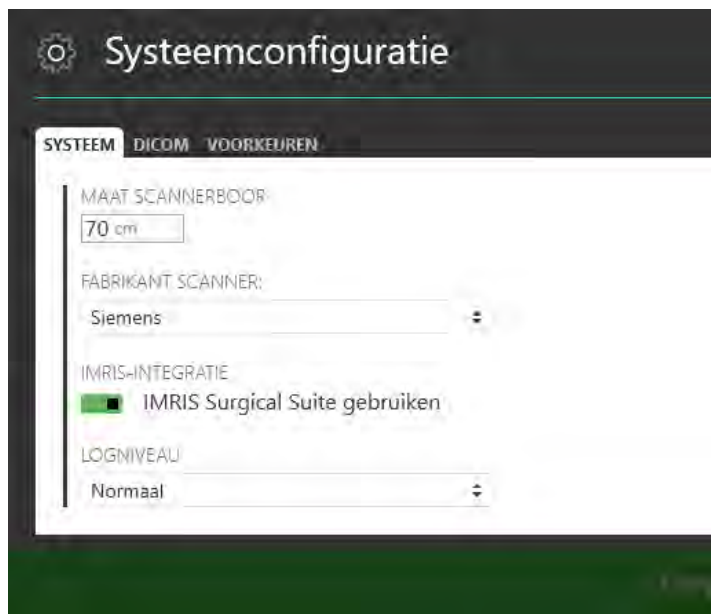 Systeemconfiguratie
SYSTEEM DICOM VOORKEUREN
MAAT SCANNERBOOR
70 cm
FABRIKANT SCANNER:
Siemens
IMRIS-INTEGRATIE
IMRIS Surgical Suite gebruiken
LOGNIVEAU
Normaal